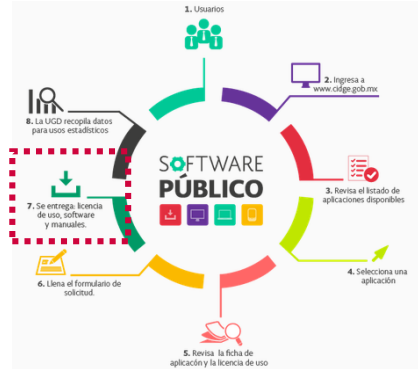 1. Usuarios
2. Ingresa a
www.cidge.gob.mx
3. Revisa el listado de
aplicaciones disponibles
4. Selecciona una
aplicación
5. Revisa la ficha de
aplicacón y la licencia de uso
6. Llena el formulario de
solicitud.
7. Se entrega: licencia
de uso, software
y manuales.
8. La UGD recopíla datos
para usos estadísticos
SOFTWARE
PÚBLICO